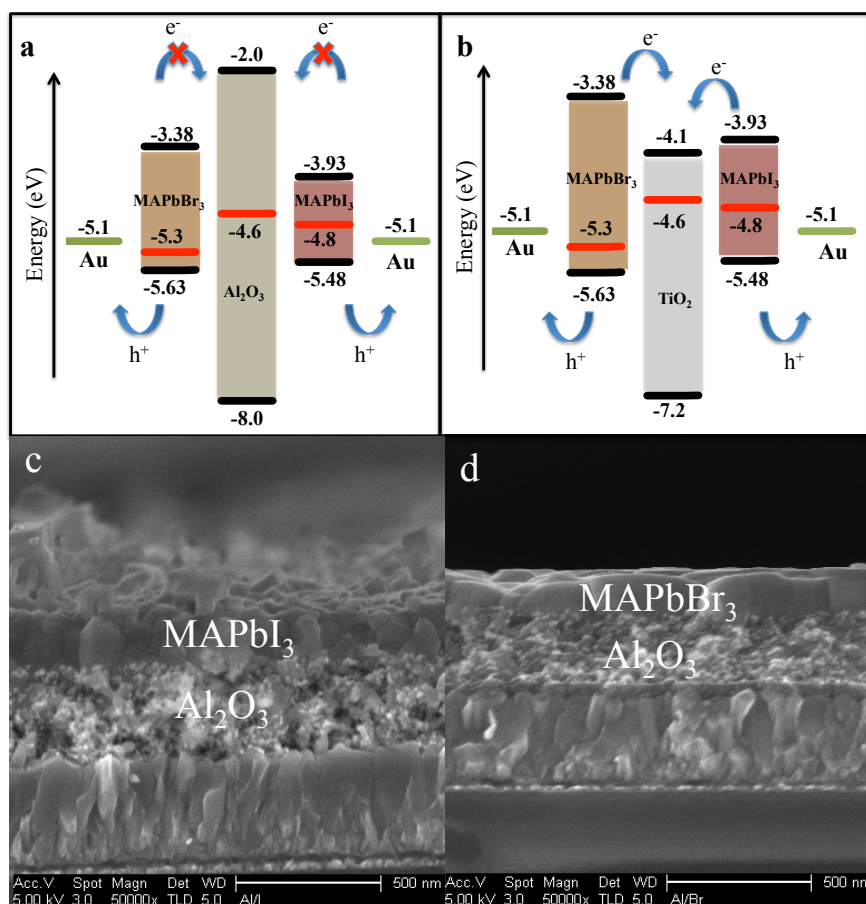 a
e-
e-
-2.0
-3.38
-3.93
MAPbBr3
MAPbI3
-5.1
-5.3
-4.6
-4.8
-5.1
Au
Au
-5.63
-5.48
Al2O3
h+
h+
-8.0
Energy (eV)
b
e-
e-
-3.38
-4.1
-3.93
MAPbBr3
MAPbI3
-5.1
-5.3
-4.6
-4.8
-5.1
Au
Au
-5.63
-5.48
TiO2
h+
h+
-7.2
Energy (eV)
c
MAPbI3
Al2O3
Acc.V Spot Magn Det WD 500 nm
5.00 kV 3.0 50000x TLD 5.0 Al/I
d
MAPbBr3
Al2O3
Acc.V Spot Magn Det WD 500 nm
5.00 kV 3.0 50000x TLD 5.0 Al/Br